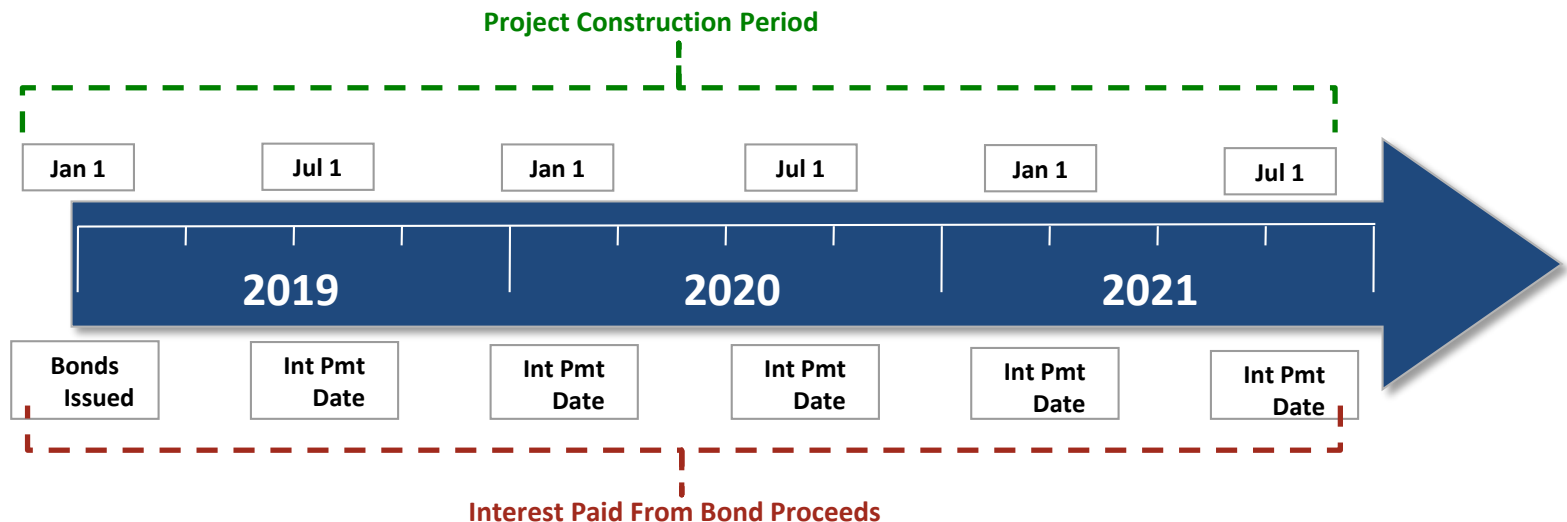 Project Construction Period
Jan 1
Jul 1
Jan 1
Jul 1
Jan 1
Jul 1
2019
2020
2021
Bonds
Issued
Int Pmt
Date
Int Pmt
Date
Int Pmt
Date
Int Pmt
Date
Int Pmt
Date
Interest Paid From Bond Proceeds